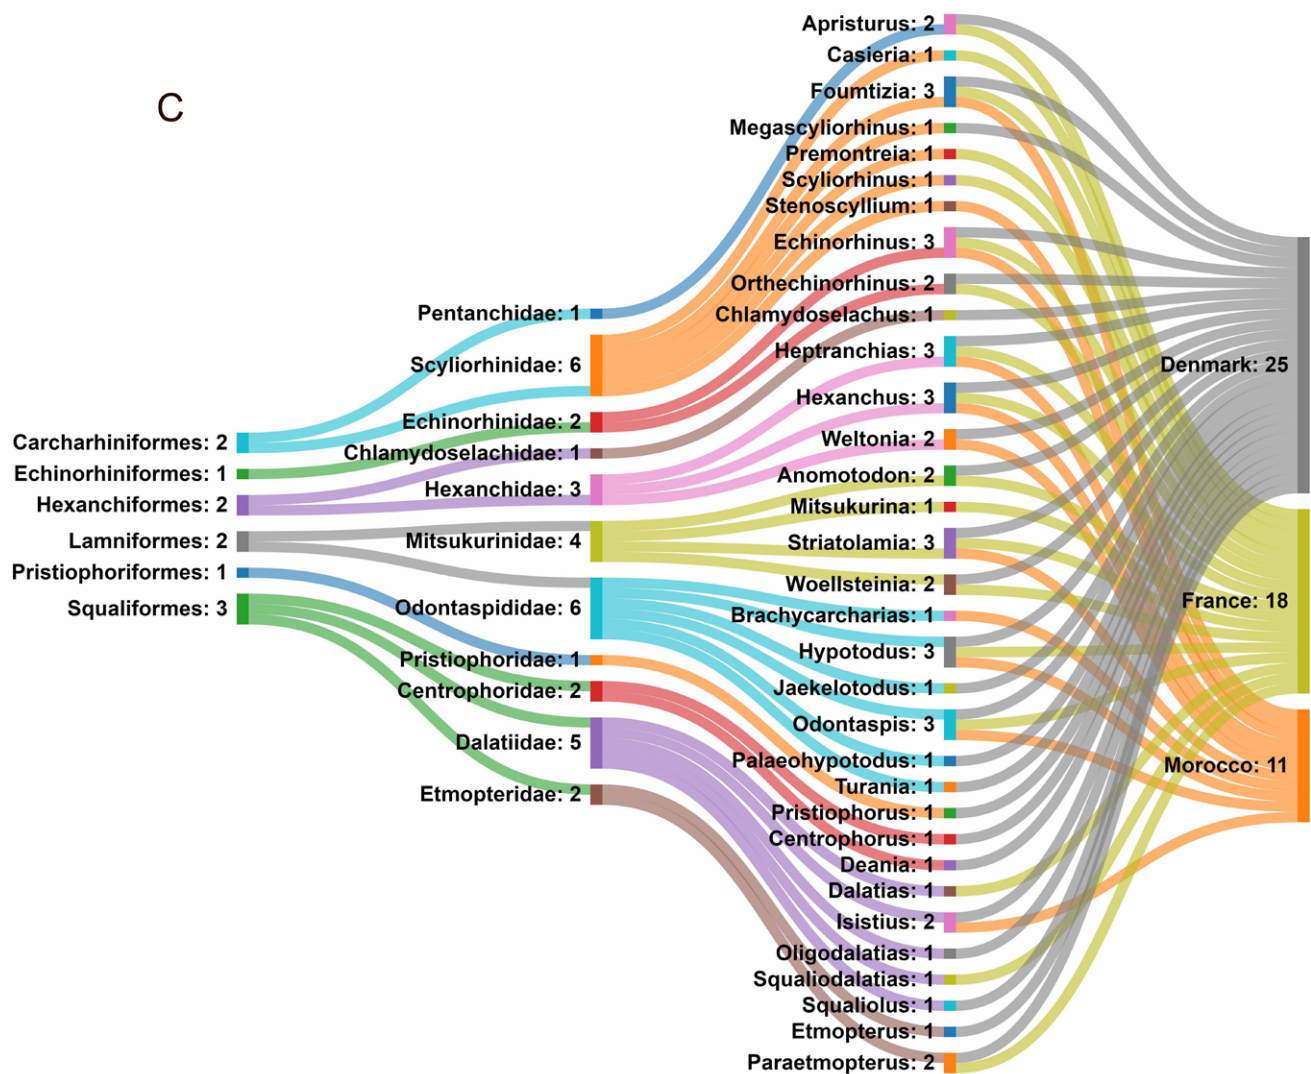 C
Carcharhiniformes: 2
Echinorhiniformes: 1
Hexanchiformes: 2
Lamniformes: 2
Pristiophoriformes: 1
Squaliformes: 3
Pentanchidae: 1
Scyliorhinidae: 6
Echinorhinidae: 2
Chlamydoselachidae: 1
Hexanchidae: 3
Mitsukurinidae: 4
Odontaspididae: 6
Pristiophoridae: 1
Centrophoridae: 2
Dalatiidae: 5
Etmopteridae: 2
Apristurus: 2
Casieria: 1
Foumtizia: 3
Megascyliorhinus: 1
Premontreia: 1
Scyliorhinus: 1
Stenoscyllium: 1
Echinorhinus: 3
Orthechinorhinus: 2
Chlamydoselachus: 1
Heptranchias: 3
Hexanchus: 3
Weltonia: 2
Anomotodon: 2
Mitsukurina: 1
Striatolamia: 3
Woellsteinia: 2
Brachycarcharias: 1
Hypotodus: 3
Jaekelotodus: 1
Odontaspis: 3
Palaeohypotodus: 1
Turania: 1
Pristiophorus: 1
Centrophorus: 1
Deania: 1
Dalatias: 1
Isistius: 2
Oligodalatias: 1
Squaliodalatias: 1
Squaliolus: 1
Etmopterus: 1
Paraetmopterus: 2
Denmark: 25
France: 18
Morocco: 11